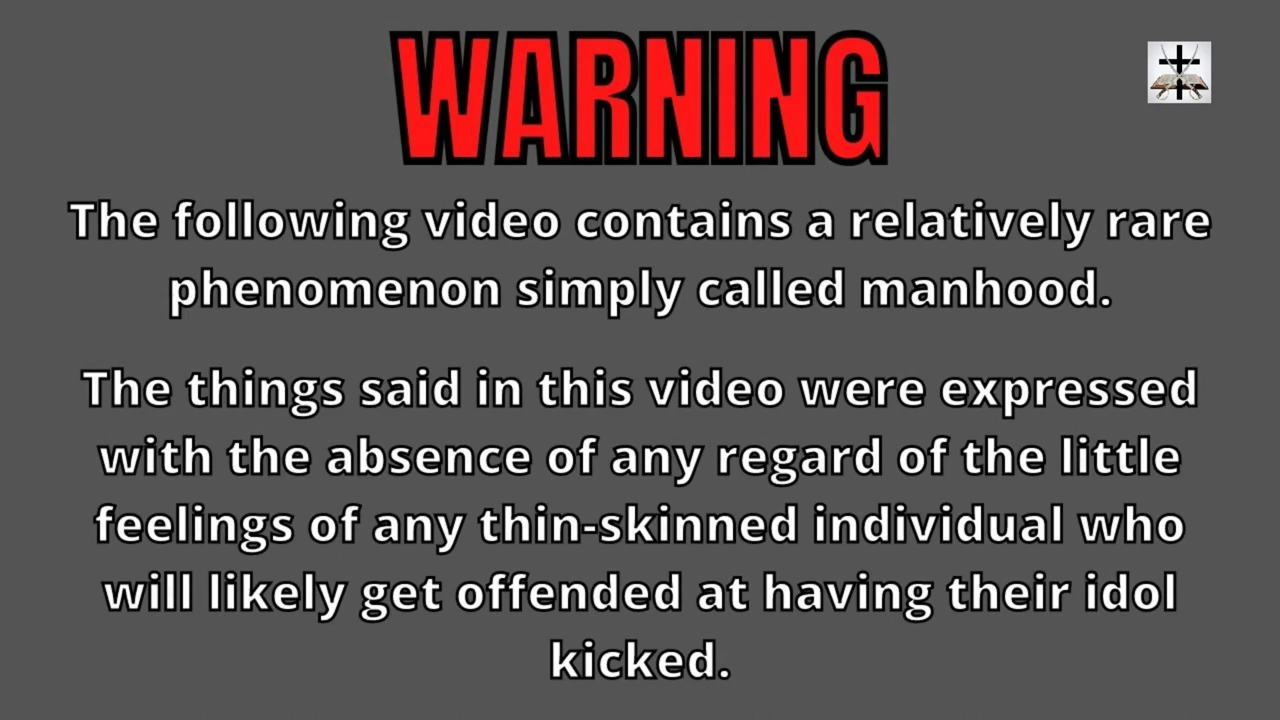 WARNING
The following video contains a relatively rare
phenomenon simply called manhood.
The things said in this video were expressed
with the absence of any regard of the little
feelings of any thin-skinned individual who
will likely get offended at having their idol
kicked.